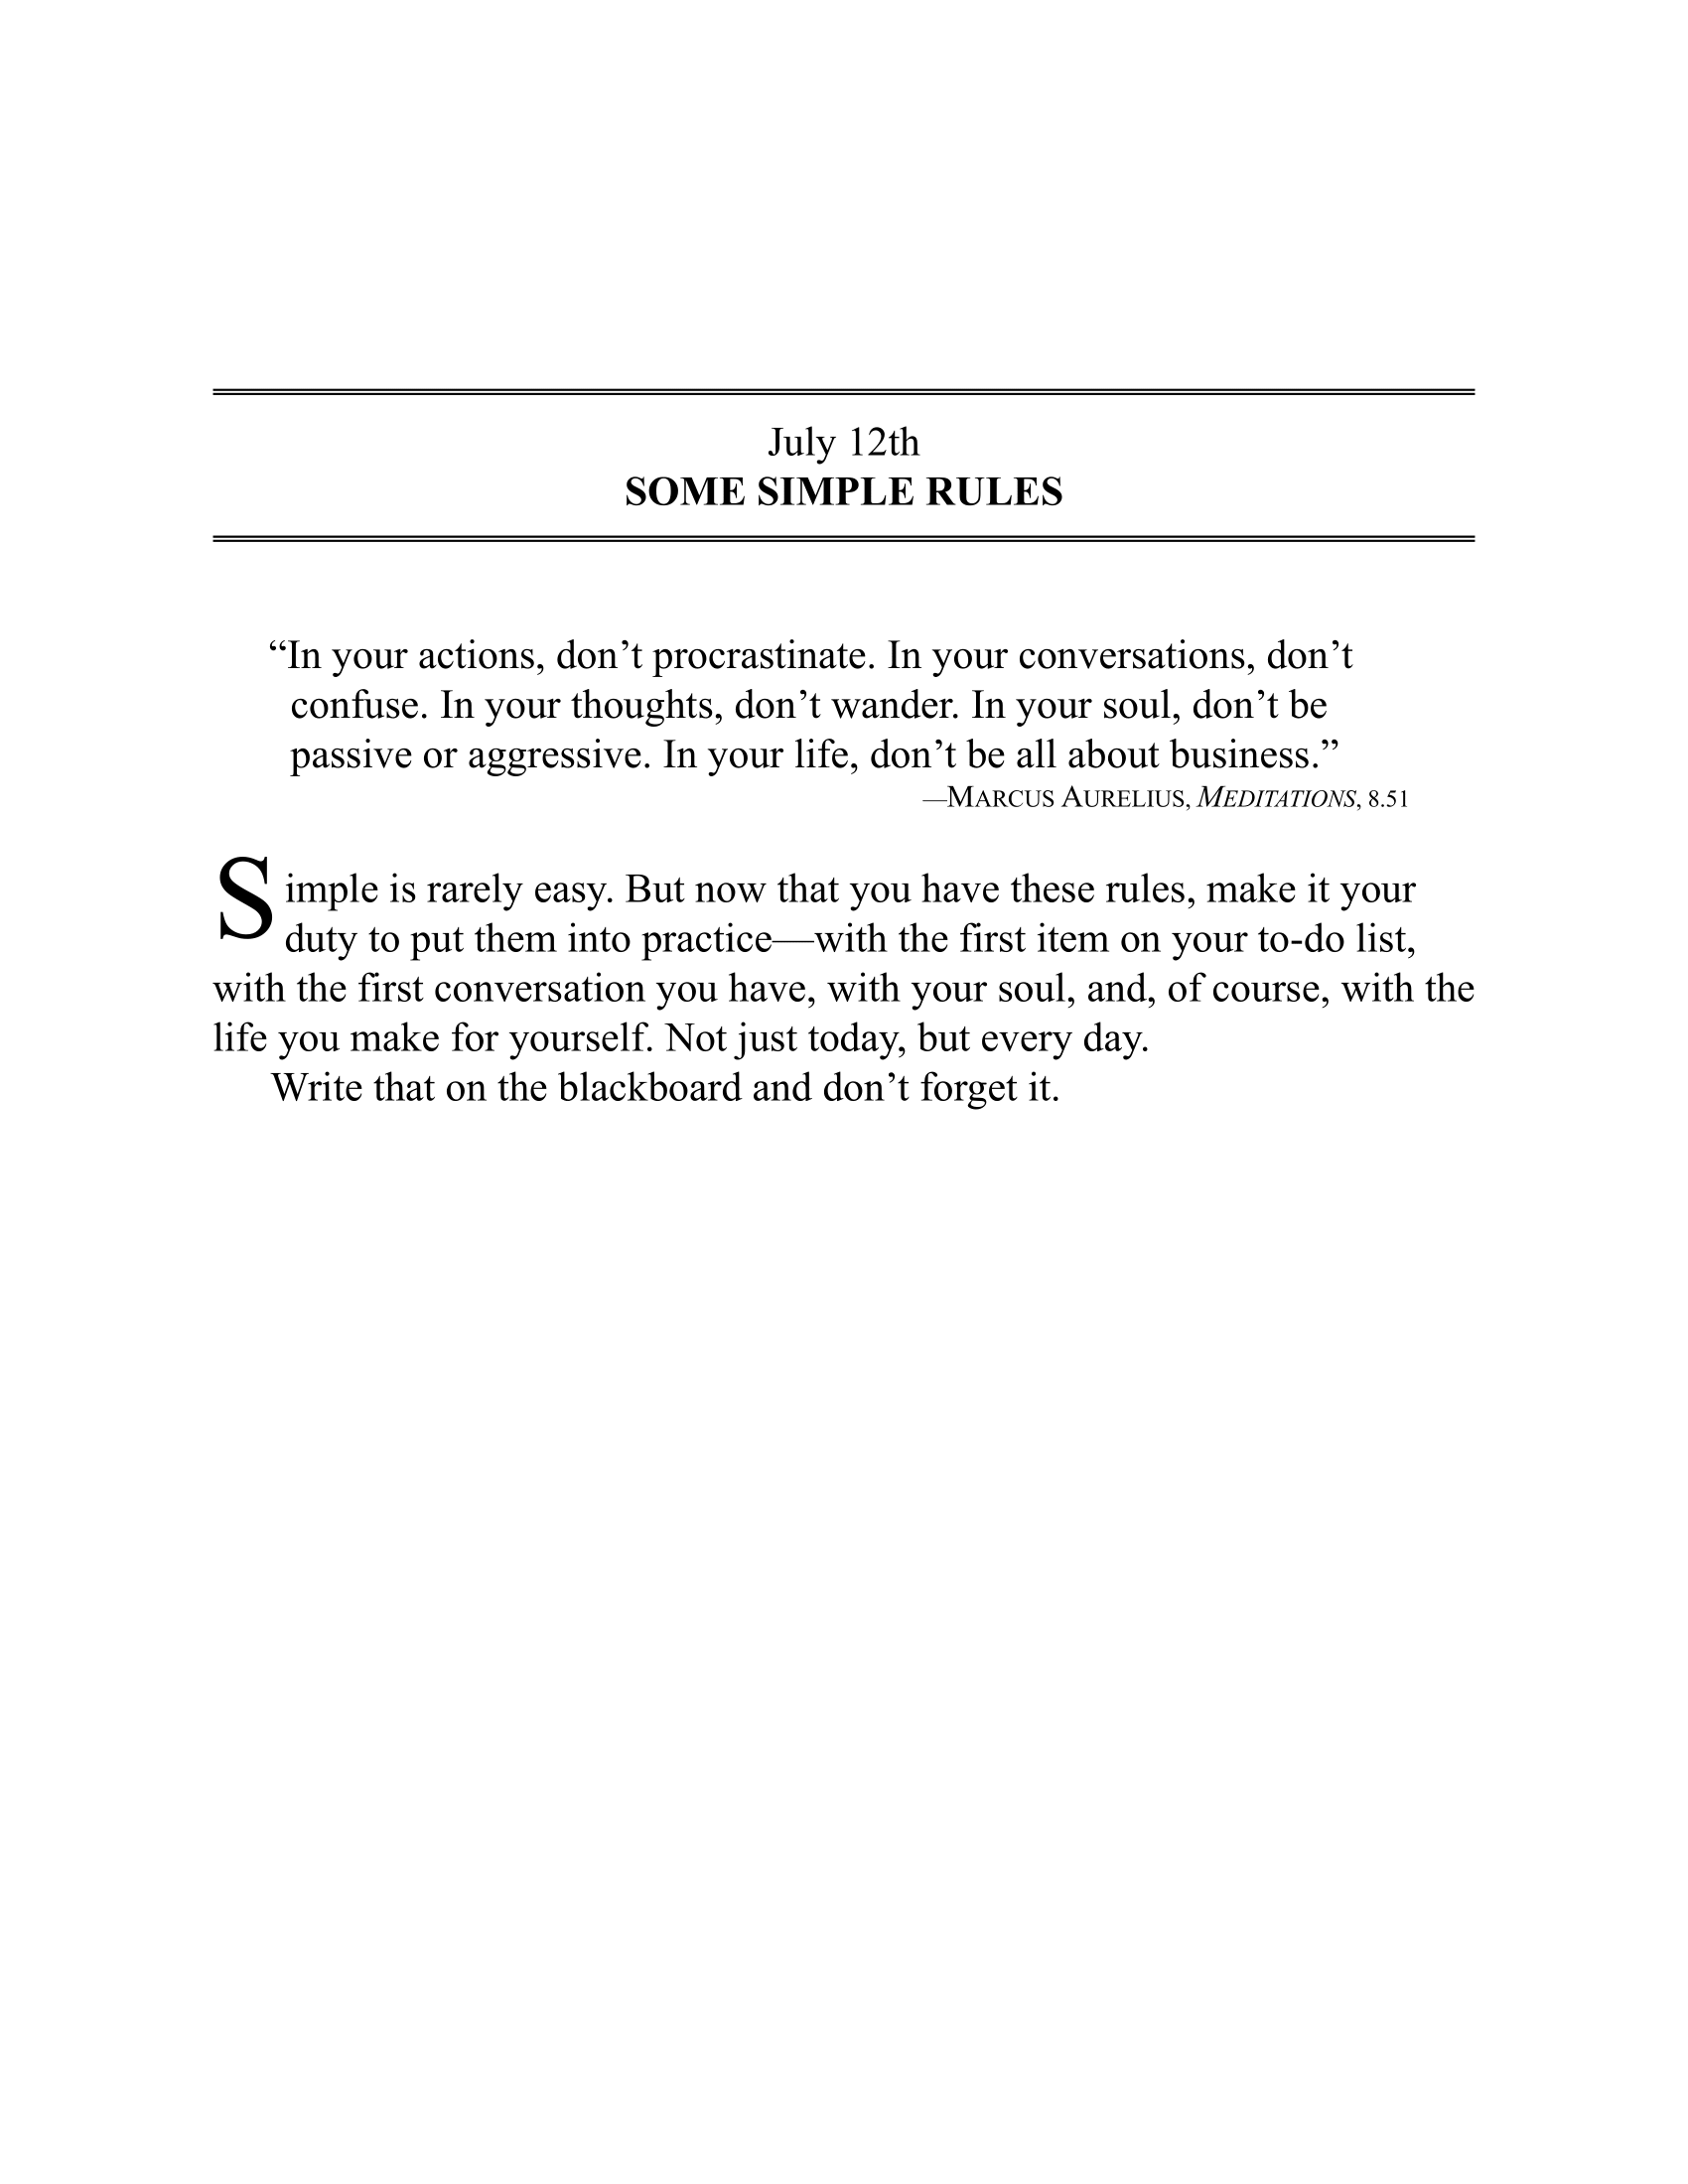 July 12th
SOME SIMPLE RULES
“In your actions, don’t procrastinate. In your conversations, don’t
confuse. In your thoughts, don’t wander. In your soul, don’t be
passive or aggressive. In your life, don’t be all about business.”
—MARCUS AURELIUS, MEDITATIONS, 8.51
Simple is rarely easy. But now that you have these rules, make it your
duty to put them into practice—with the first item on your to-do list,
with the first conversation you have, with your soul, and, of course, with the
life you make for yourself. Not just today, but every day.
Write that on the blackboard and don’t forget it.